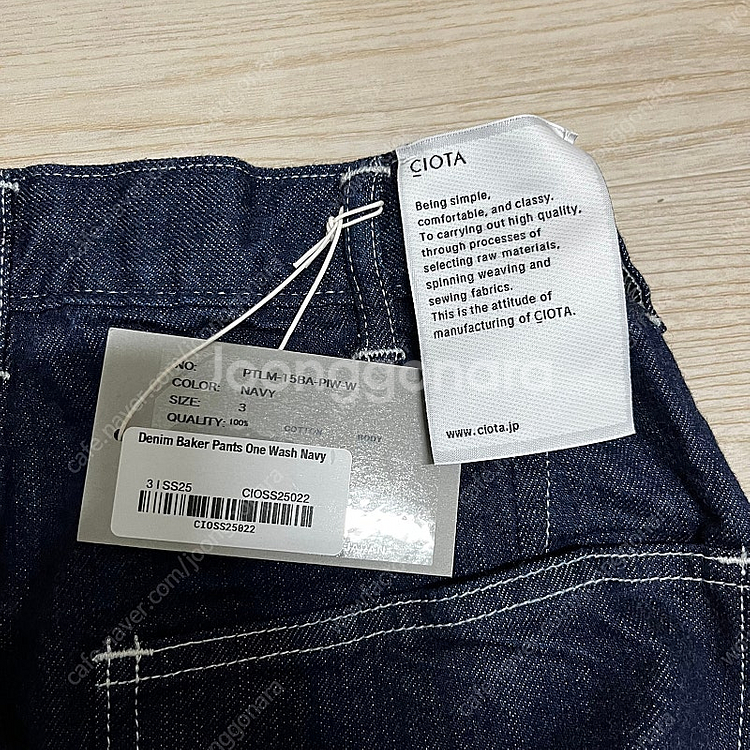 CIOTA
Being simple,
comfortable, and classy.
To carrying out high quality,
through processes of
selecting raw materials,
spinning weaving and
sewing fabrics.
This is the attitude of
manufacturing of CIOTA.
www.ciota.jp
NO: PTLM-15BA-PIW-W
COLOR: NAVY
SIZE: 3
QUALITY: 100% COTTON BODY
Denim Baker Pants One Wash Navy
3 I SS25 CIOSS25022
CIOSS25022
Joonggonara